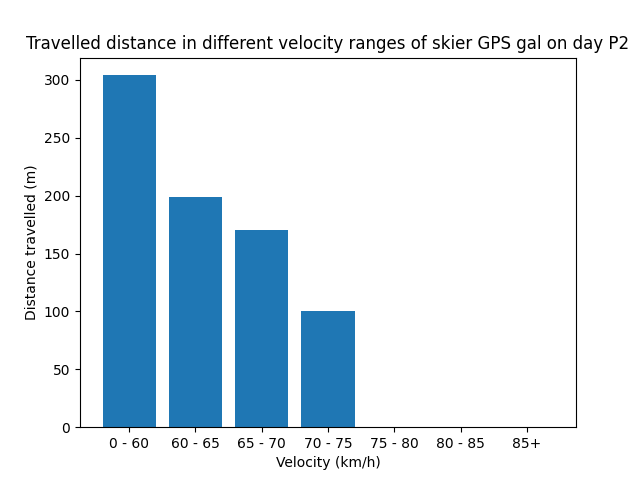 Travelled distance in different velocity ranges of skier GPS gal on day P2
300
250
200
150
100
50
0
Distance travelled (m)
0 - 60 60 - 65 65 - 70 70 - 75 75 - 80 80 - 85 85+
Velocity (km/h)